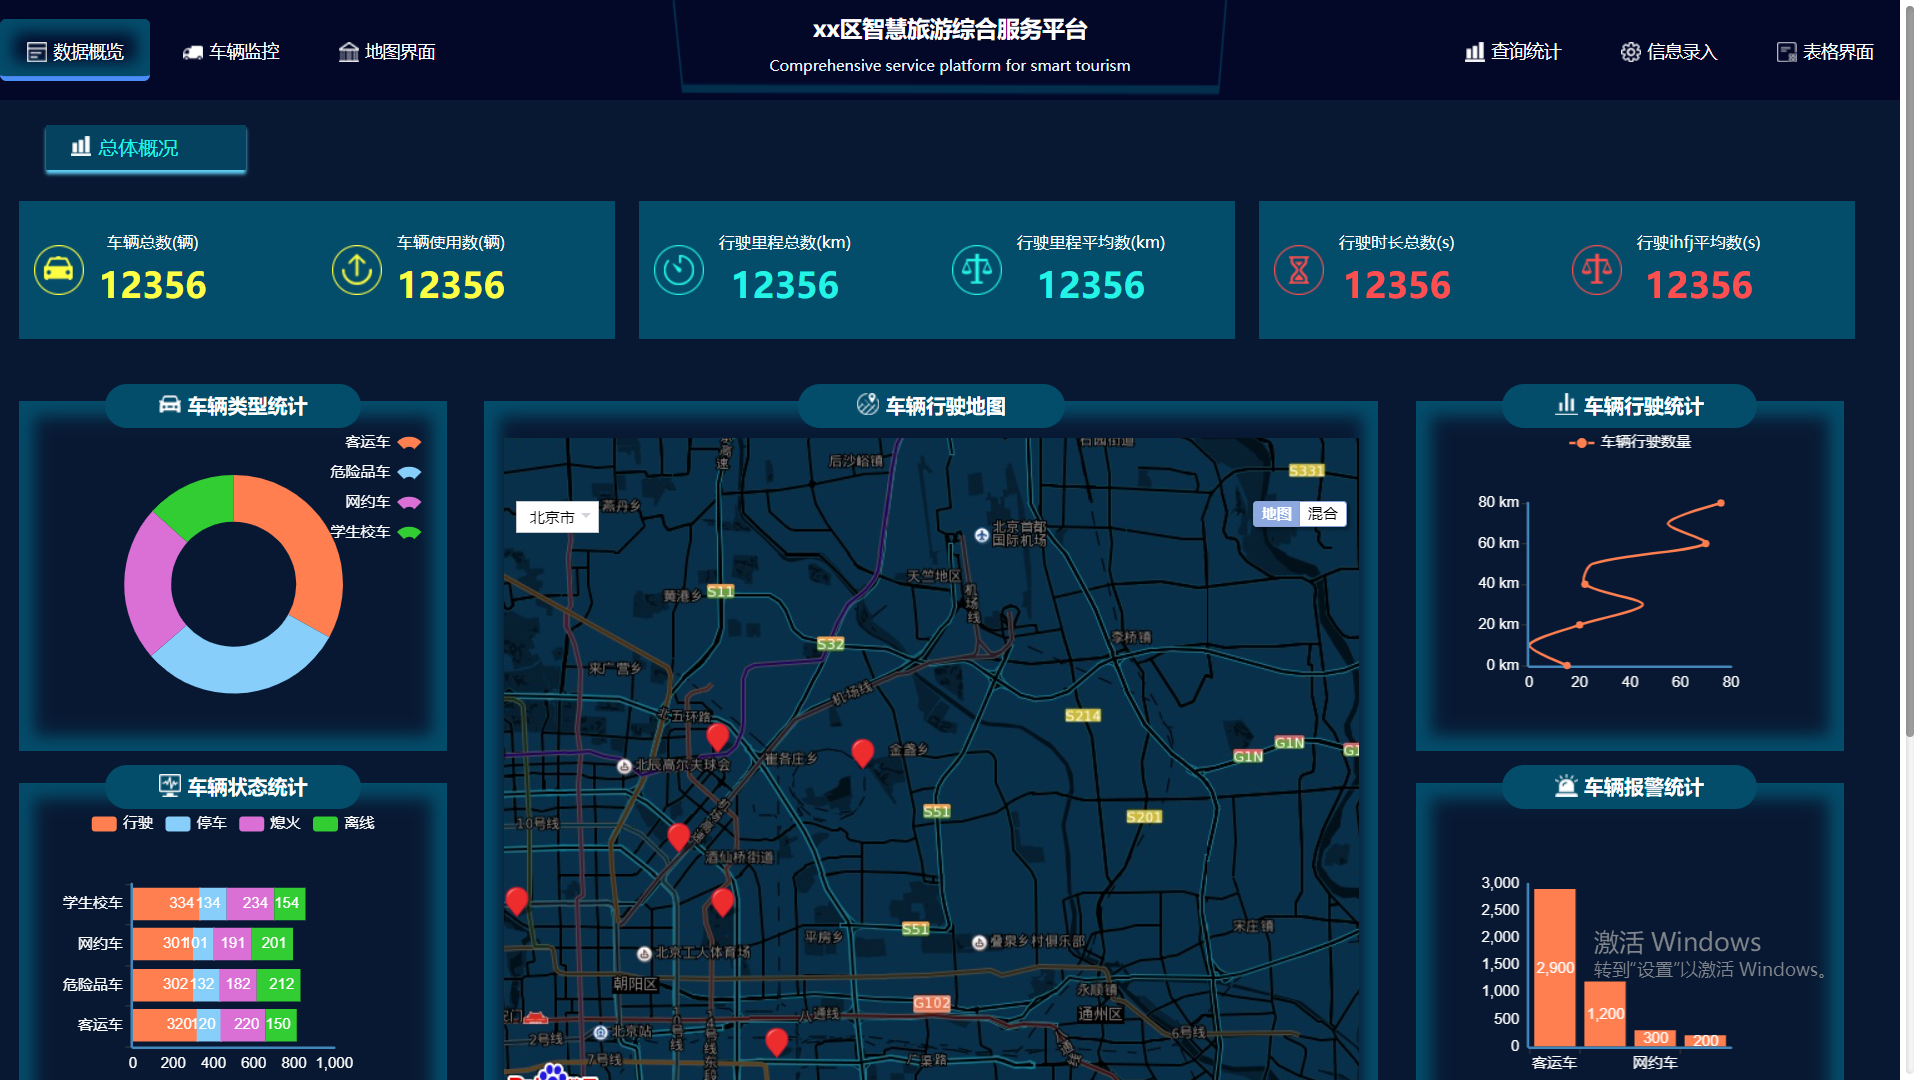 数据概览
车辆监控
地图界面
xx区智慧旅游综合服务平台
Comprehensive service platform for smart tourism
查询统计
信息录入
表格界面
总体概况
车辆总数(辆)
12356
车辆使用数(辆)
12356
行驶里程总数(km)
12356
行驶里程平均数(km)
12356
行驶时长总数(s)
12356
行驶ihfj平均数(s)
12356
车辆类型统计
客运车
危险品车
网约车
学生校车
车辆状态统计
行驶 停车 熄火 离线
学生校车 334 134 234 154
网约车 301 101 191 201
危险品车 302 132 182 212
客运车 320 120 220 150
0 200 400 600 800 1,000
车辆行驶地图
北京市
地图 混合
后沙峪镇
S331
燕丹乡
北京首都
国际机场
天竺地区
机场线
黄港乡
S11
S32
李桥镇
来广营乡
机场线
北五环路
S214
崔各庄乡
金盏乡
G1N
G1N
北辰高尔夫球会
S51
S201
10号线
酒仙桥街道
平房乡
S51
叠泉乡村俱乐部
宋庄镇
北京工人体育场
朝阳区
G102
永顺镇
八通线
通州区
北京站
2号线
6号线
7号线
广渠路
车辆行驶统计
车辆行驶数量
80 km
60 km
40 km
20 km
0 km
0 20 40 60 80
车辆报警统计
3,000
2,500
2,000
1,500
1,000
500
0
2,900
1,200
300
200
客运车 网约车
激活 Windows
转到"设置"以激活 Windows。